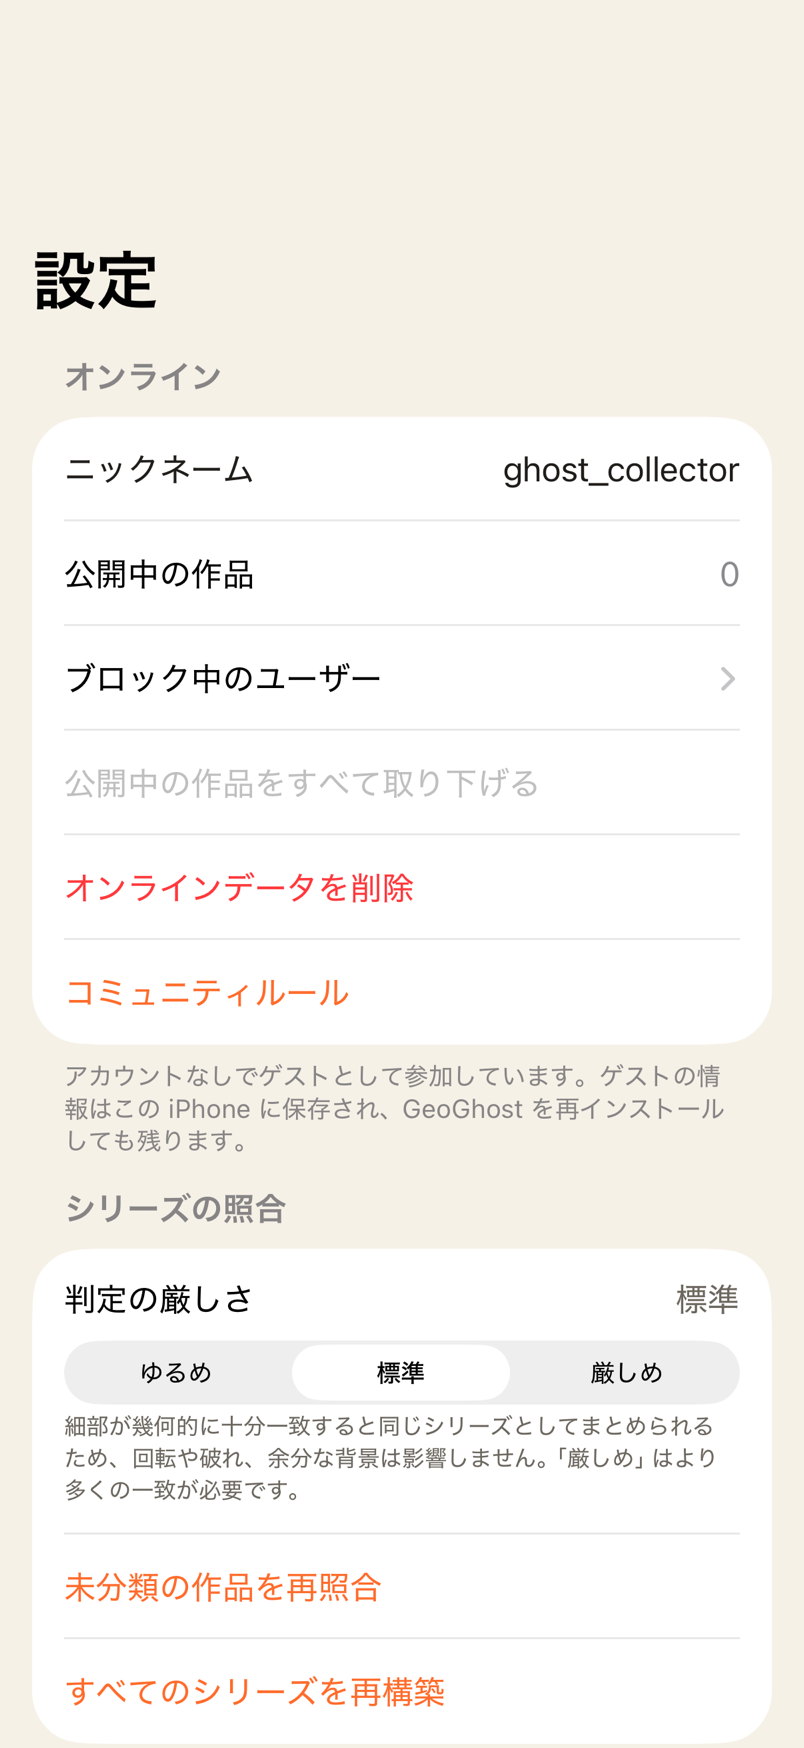 設定
オンライン
ニックネーム ghost_collector
公開中の作品 0
ブロック中のユーザー
公開中の作品をすべて取り下げる
オンラインデータを削除
コミュニティルール
アカウントなしでゲストとして参加しています。ゲストの情
報はこの iPhone に保存され、GeoGhost を再インストール
しても残ります。
シリーズの照合
判定の厳しさ 標準
ゆるめ 標準 厳しめ
細部が幾何的に十分一致すると同じシリーズとしてまとめられる
ため、回転や破れ、余分な背景は影響しません。「厳しめ」はより
多くの一致が必要です。
未分類の作品を再照合
すべてのシリーズを再構築